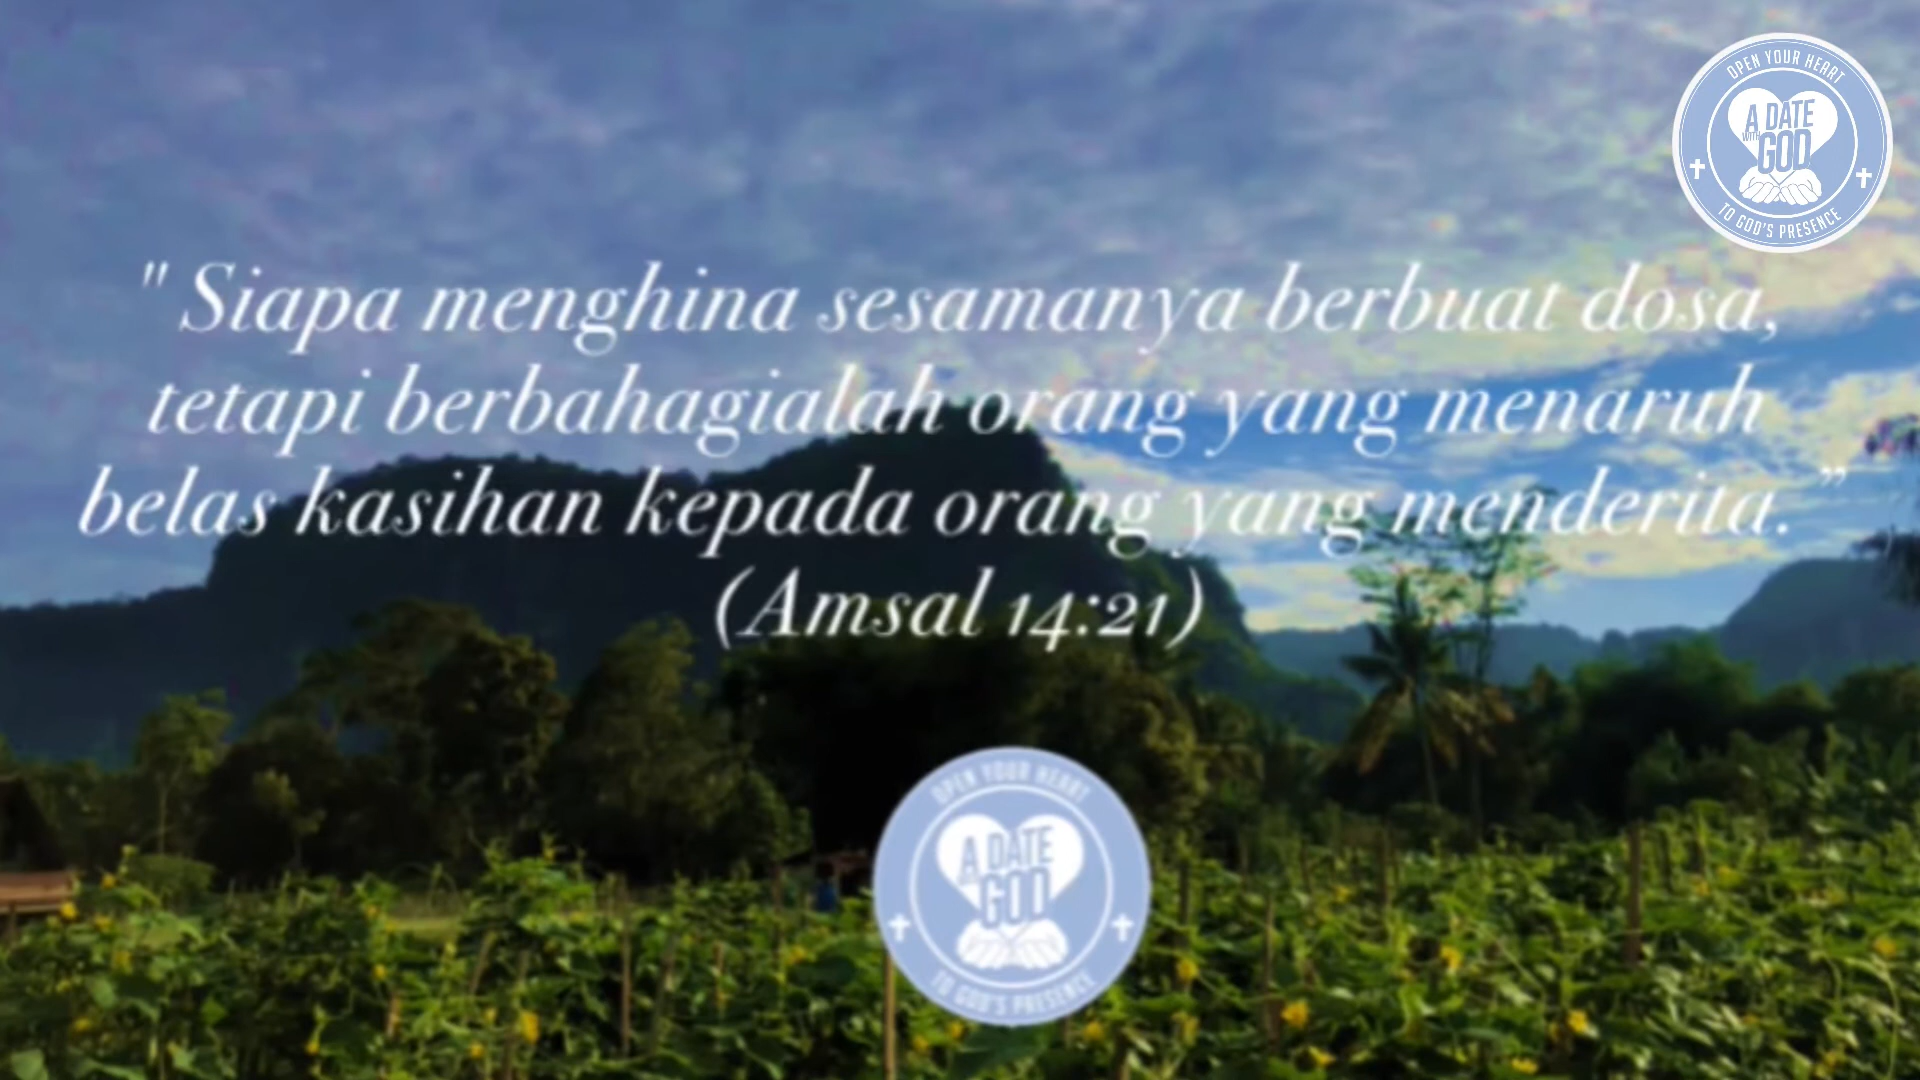 OPEN YOUR HEART
A DATE
WITH
GOD
TO GOD'S PRESENCE
" Siapa menghina sesamanya berbuat dosa,
tetapi berbahagialah orang yang menaruh
belas kasihan kepada orang yang menderita. ”
(Amsal 14:21)
OPEN YOUR HEART
A DATE
GOD
TO GOD'S PRESENCE